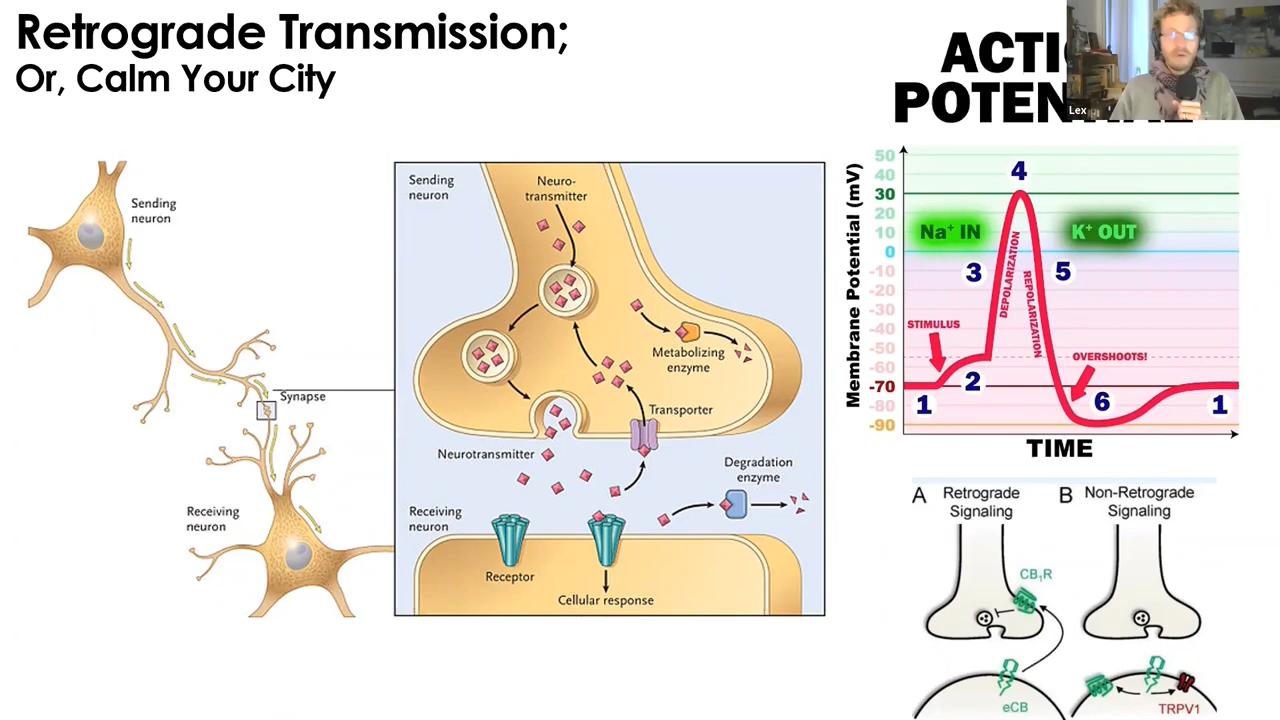 Retrograde Transmission;
Or, Calm Your City
Sending
neuron
Synapse
Receiving
neuron
Sending
neuron
Neuro-
transmitter
Metabolizing
enzyme
Transporter
Neurotransmitter
Degradation
enzyme
Receiving
neuron
Receptor
Cellular response
Lex
Membrane Potential (mV)
50
40
30
20
10
0
-10
-20
-30
-40
-50
-60
-70
-80
-90
Na⁺ IN
K⁺ OUT
4
3
5
DEPOLARIZATION
REPOLARIZATION
STIMULUS
OVERSHOOTS!
1
2
6
1
TIME
A Retrograde
Signaling
CB₁R
eCB
B Non-Retrograde
Signaling
TRPV1